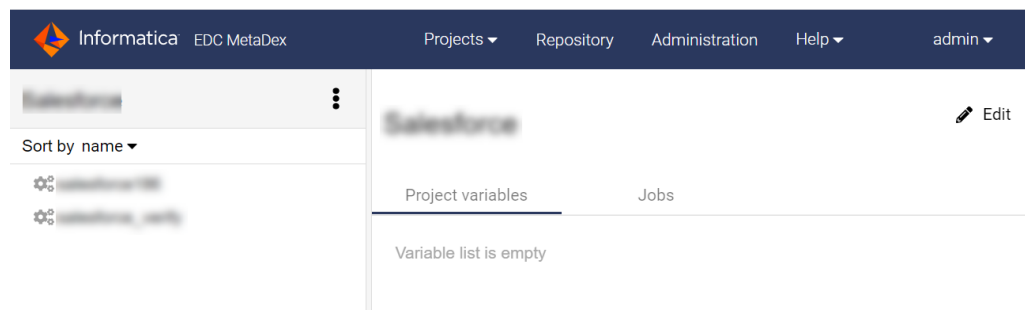 Informatica EDC MetaDex Projects Repository Administration Help admin
Edit
Sort by name
Project variables Jobs
Variable list is empty